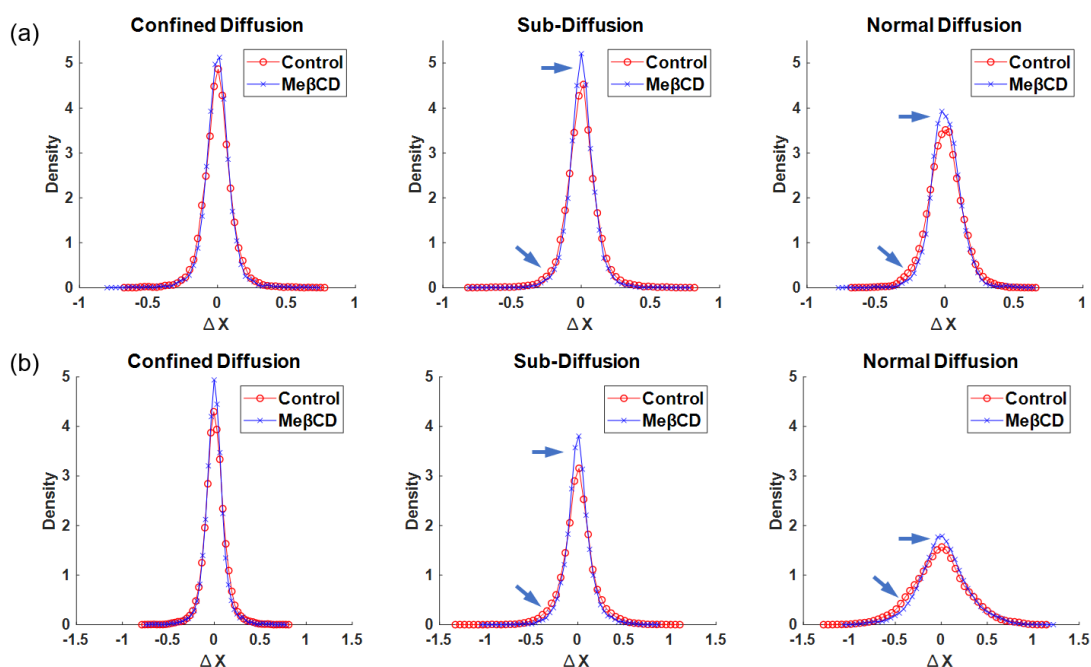 (a)
Confined Diffusion
Sub-Diffusion
Normal Diffusion
Control
MeβCD
Control
MeβCD
Control
MeβCD
Density
Density
Density
5
4
3
2
1
0
5
4
3
2
1
0
5
4
3
2
1
0
-1 -0.5 0 0.5 1
-1 -0.5 0 0.5 1
-1 -0.5 0 0.5 1
Δ X
Δ X
Δ X
(b)
Confined Diffusion
Sub-Diffusion
Normal Diffusion
Control
MeβCD
Control
MeβCD
Control
MeβCD
Density
Density
Density
5
4
3
2
1
0
5
4
3
2
1
0
5
4
3
2
1
0
-1.5 -1 -0.5 0 0.5 1 1.5
-1.5 -1 -0.5 0 0.5 1 1.5
-1.5 -1 -0.5 0 0.5 1 1.5
Δ X
Δ X
Δ X